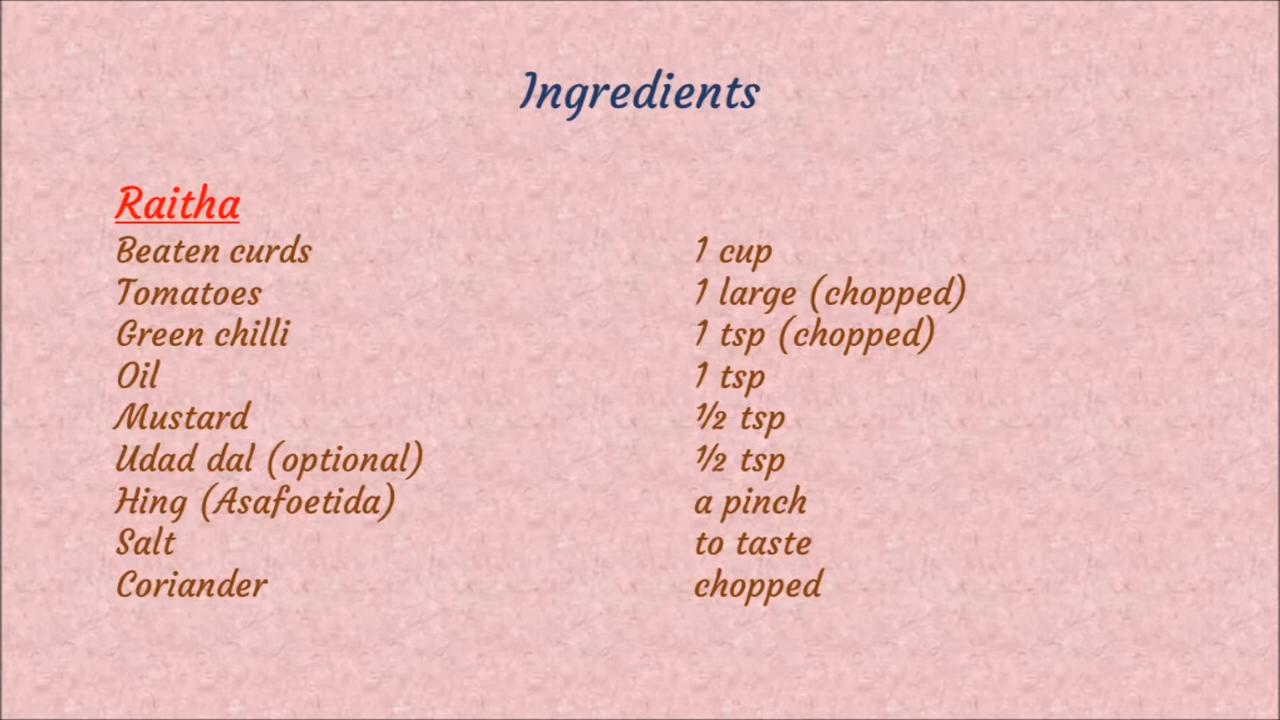 Ingredients
Raitha
Beaten curds 1 cup
Tomatoes 1 large (chopped)
Green chilli 1 tsp (chopped)
Oil 1 tsp
Mustard ½ tsp
Udad dal (optional) ½ tsp
Hing (Asafoetida) a pinch
Salt to taste
Coriander chopped